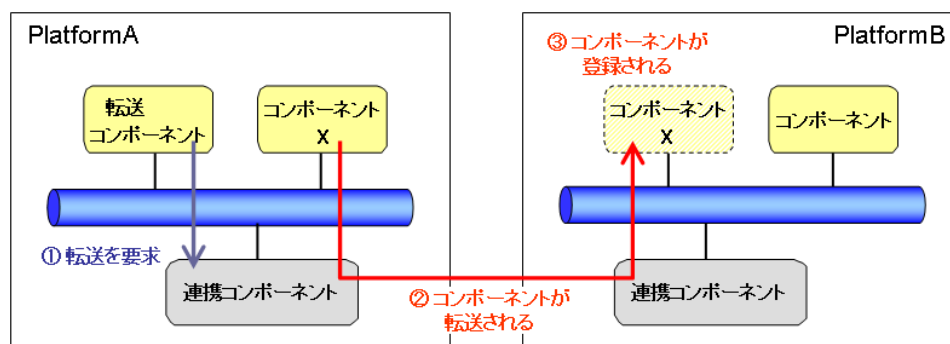 PlatformA
転送
コンポーネント
コンポーネント
X
① 転送を要求
連携コンポーネント
② コンポーネントが
転送される
PlatformB
③ コンポーネントが
登録される
コンポーネント
X
コンポーネント
連携コンポーネント